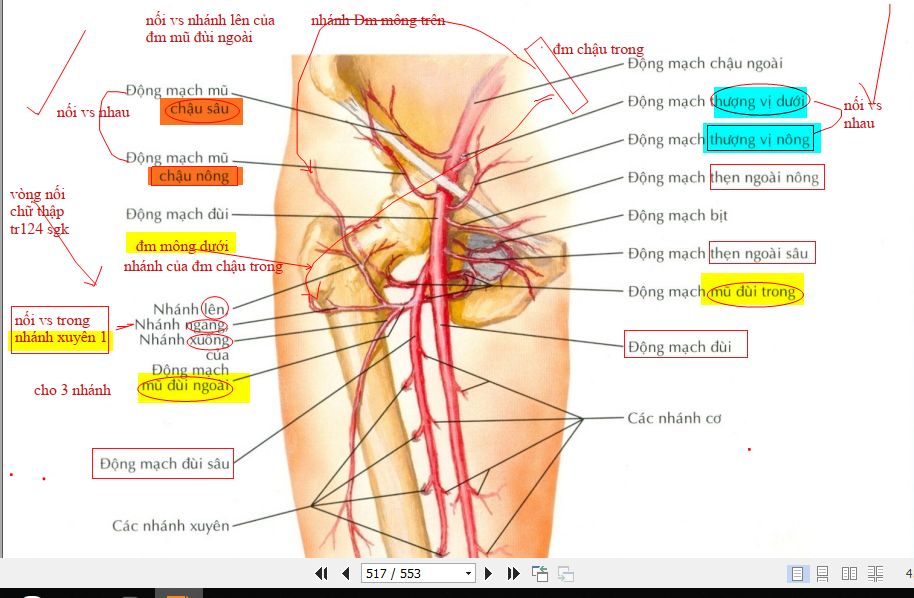 nối vs nhánh lên của
đm mũ đùi ngoài
nhánh Đm mông trên
đm chậu trong
Động mạch chậu ngoài
Động mạch mũ
chậu sâu
nối vs nhau
Động mạch thượng vị dưới
nối vs
nhau
Động mạch thượng vị nông
Động mạch mũ
chậu nông
Động mạch thẹn ngoài nông
vòng nối
chữ thập
tr124 sgk
Động mạch đùi
Động mạch bịt
đm mông dưới
nhánh của đm chậu trong
Động mạch thẹn ngoài sâu
Động mạch mũ đùi trong
Nhánh lên
nối vs trong
nhánh xuyên 1
Nhánh ngang
Nhánh xuống
của
Động mạch
mũ đùi ngoài
Động mạch đùi
cho 3 nhánh
Các nhánh cơ
Động mạch đùi sâu
Các nhánh xuyên
517 / 553
4